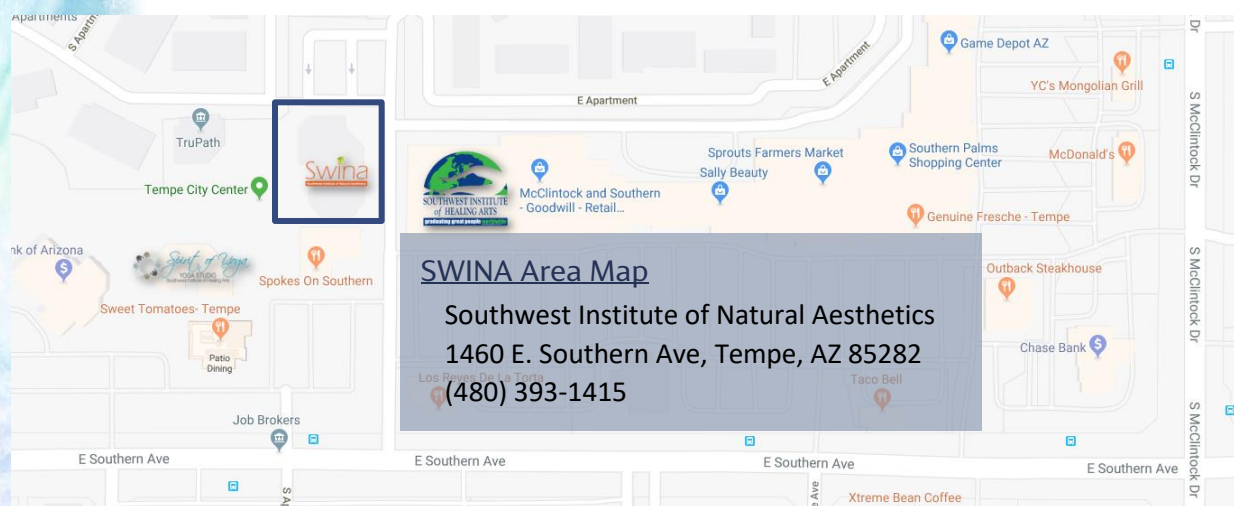 Apartments
S Apart
Game Depot AZ
E Apartment
YC's Mongolian Grill
E Apartment
S McClintock Dr
TruPath
Sprouts Farmers Market
Southern Palms
Shopping Center
McDonald's
Swina
Sally Beauty
Tempe City Center
SOUTHWEST INSTITUTE
of HEALING ARTS
graduating great people
McClintock and Southern
- Goodwill - Retail...
Genuine Fresche - Tempe
nk of Arizona
Spirit of Yoga
YOGA STUDIO
Spokes On Southern
SWINA Area Map
Outback Steakhouse
S McClintock Dr
Sweet Tomatoes- Tempe
Southwest Institute of Natural Aesthetics
1460 E. Southern Ave, Tempe, AZ 85282
(480) 393-1415
Patio
Dining
Chase Bank
Los Reyes De La Torta
Taco Bell
Job Brokers
S McClintock Dr
E Southern Ave
E Southern Ave
E Southern Ave
E Southern Ave
Dr
Ave
Xtreme Bean Coffee